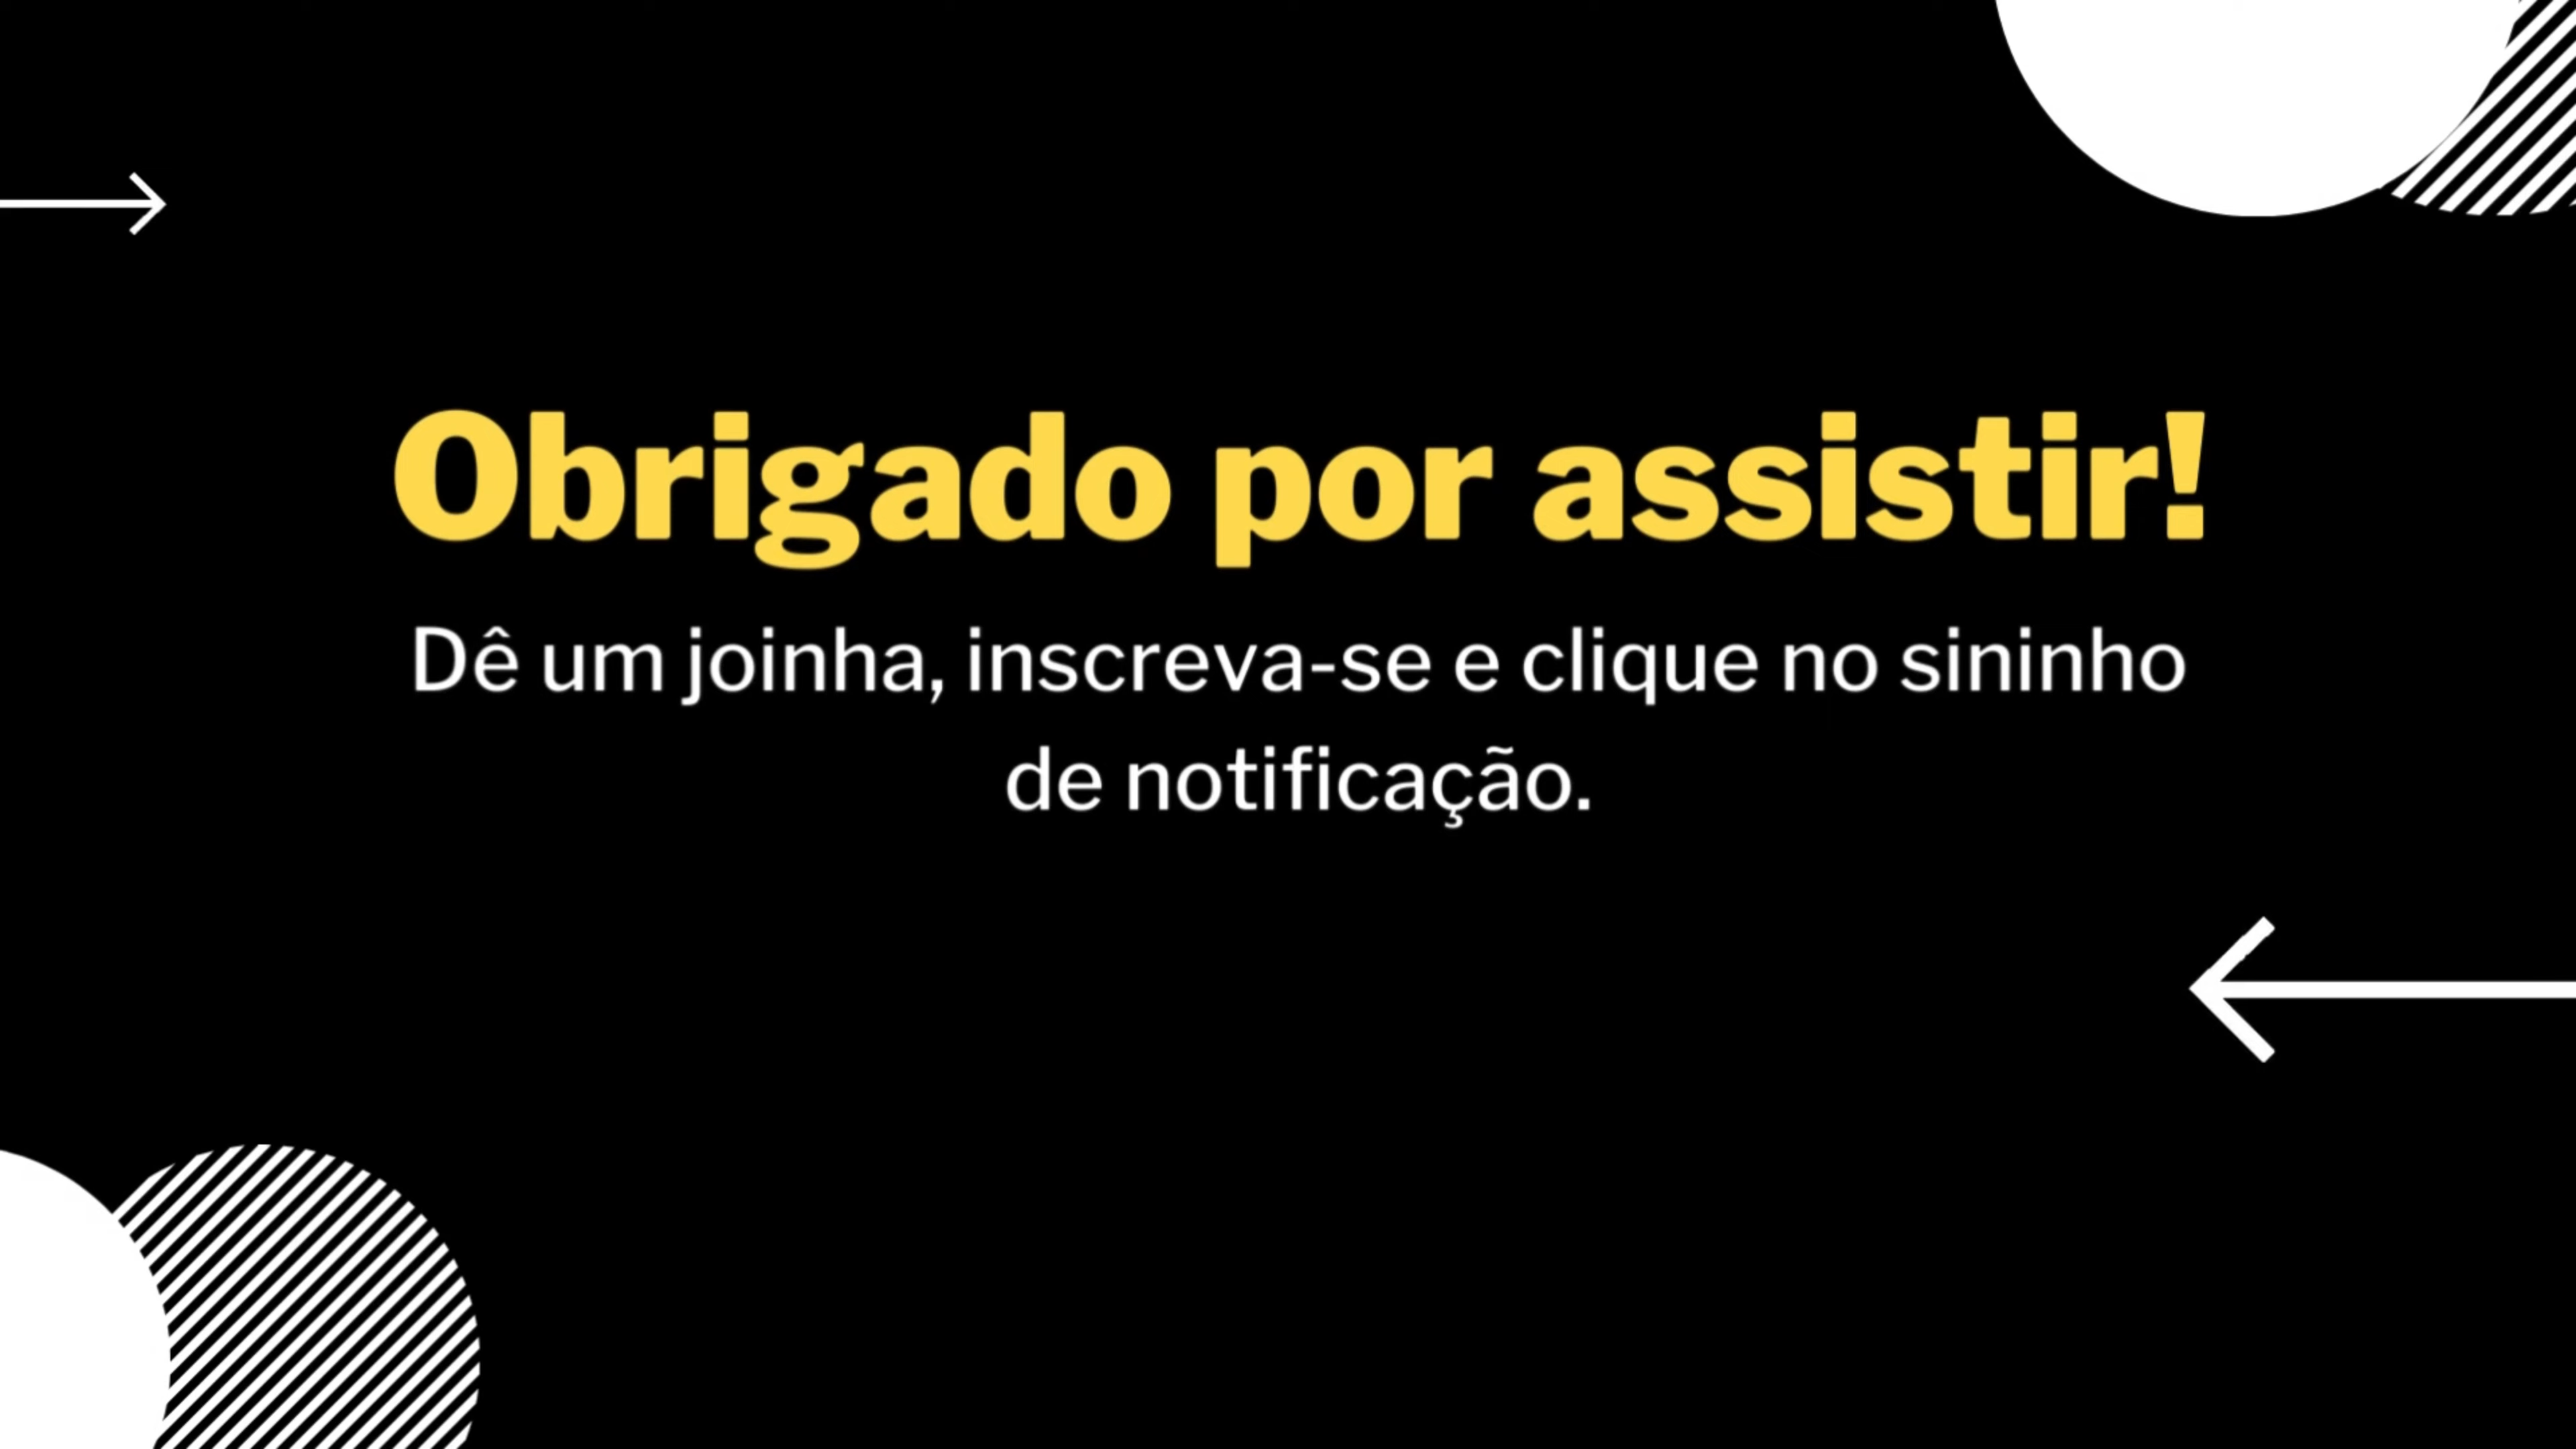 Obrigado por assistir!
Dê um joinha, inscreva-se e clique no sininho
de notificação.